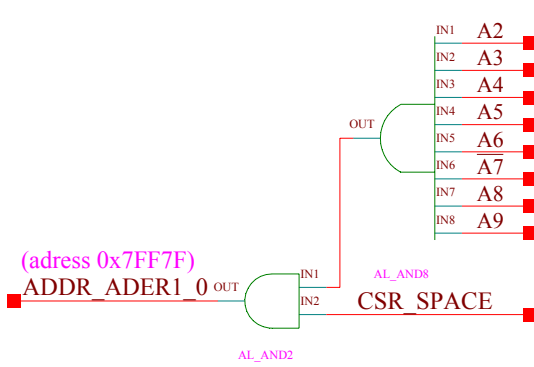 IN1 A2
IN2 A3
IN3 A4
IN4 A5
OUT
IN5 A6
IN6 A̅7̅
IN7 A8
IN8 A9
(adress 0x7FF7F)
ADDR_ADER1_0 OUT
IN1
AL_AND8
IN2 CSR_SPACE
AL_AND2